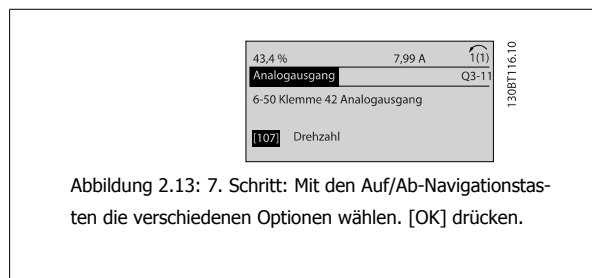 43,4 % 7,99 A 1(1)
Analogausgang Q3-11
6-50 Klemme 42 Analogausgang
[107] Drehzahl
130BT116.10
Abbildung 2.13: 7. Schritt: Mit den Auf/Ab-Navigationstas-
ten die verschiedenen Optionen wählen. [OK] drücken.